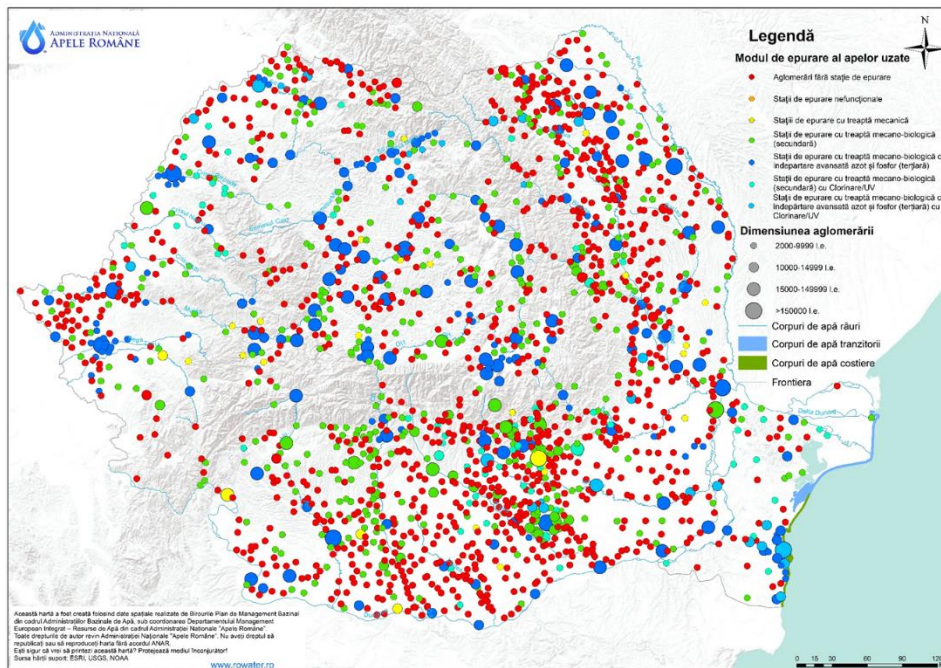 ADMINISTRAȚIA NAȚIONALĂ
APELE ROMÂNE
N
Legendă
Modul de epurare al apelor uzate
Aglomerări fără stație de epurare
Stații de epurare nefuncționale
Stații de epurare cu treaptă mecanică
Stații de epurare cu treaptă mecano-biologică
(secundară)
Stații de epurare cu treaptă mecano-biologică c
îndepartare avansată azot și fosfor (terțiară)
Stații de epurare cu treaptă mecano-biologică
(secundară) cu Clorinare/UV
Stații de epurare cu treaptă mecano-biologică c
îndepărtare avansată azot și fosfor (terțiară) cu
Clorinare/UV
Dimensiunea aglomerării
2000-9999 l.e.
10000-14999 l.e.
15000-149999 l.e.
>150000 l.e.
Corpuri de apă râuri
Corpuri de apă tranzitorii
Corpuri de apă costiere
Frontiera
Prut
Delta Dunării
Olt
Această hartă a fost creată folosind date spațiale realizate de Birourile Plan de Management Bazinal
din cadrul Administrațiilor Bazinale de Apă, sub coordonarea Departamentului Management
European Integrat – Resurse de Apă din cadrul Administrației Naționale "Apele Române".
Toate drepturile de autor revin Administrației Naționale "Apele Române". Nu aveți dreptul să
republicați sau să reproduceți harta fără acordul ANAR.
Ești sigur că vrei să printezi această hartă? Protejează mediul înconjurător!
Sursa hărții suport: ESRI, USGS, NOAA
www.rowater.ro
0 15 30 60 90 12